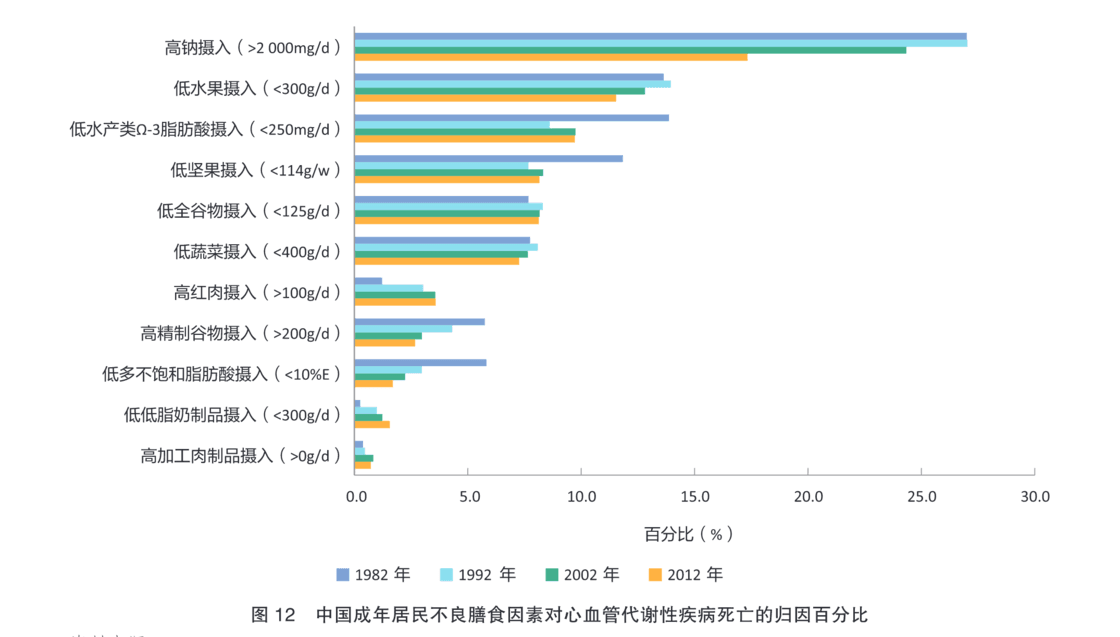 高钠摄入（>2 000mg/d）
低水果摄入（<300g/d）
低水产类Ω-3脂肪酸摄入（<250mg/d）
低坚果摄入（<114g/w）
低全谷物摄入（<125g/d）
低蔬菜摄入（<400g/d）
高红肉摄入（>100g/d）
高精制谷物摄入（>200g/d）
低多不饱和脂肪酸摄入（<10%E）
低低脂奶制品摄入（<300g/d）
高加工肉制品摄入（>0g/d）
0.0 5.0 10.0 15.0 20.0 25.0 30.0
百分比（%）
1982 年 1992 年 2002 年 2012 年
图 12 中国成年居民不良膳食因素对心血管代谢性疾病死亡的归因百分比